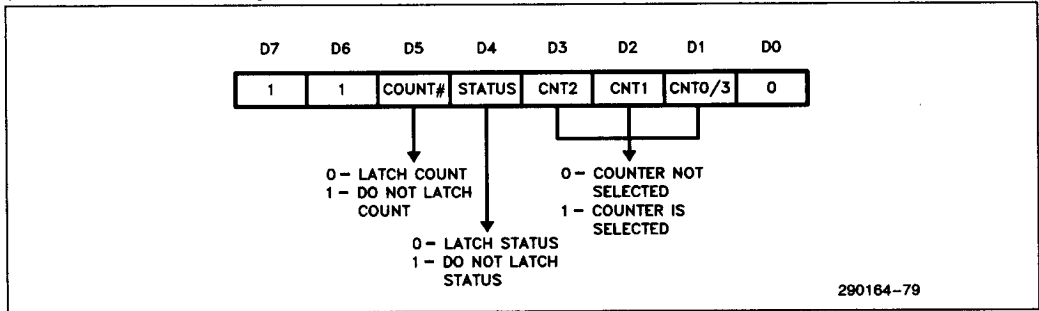 D7 D6 D5 D4 D3 D2 D1 D0
1 1 COUNT# STATUS CNT2 CNT1 CNT0/3 0
0 – LATCH COUNT
1 – DO NOT LATCH
COUNT
0 – COUNTER NOT
SELECTED
1 – COUNTER IS
SELECTED
0 – LATCH STATUS
1 – DO NOT LATCH
STATUS
290164-79